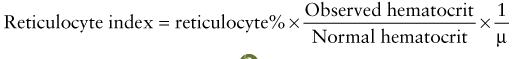 Reticulocyte index = reticulocyte% × Observed hematocrit / Normal hematocrit × 1 / μ